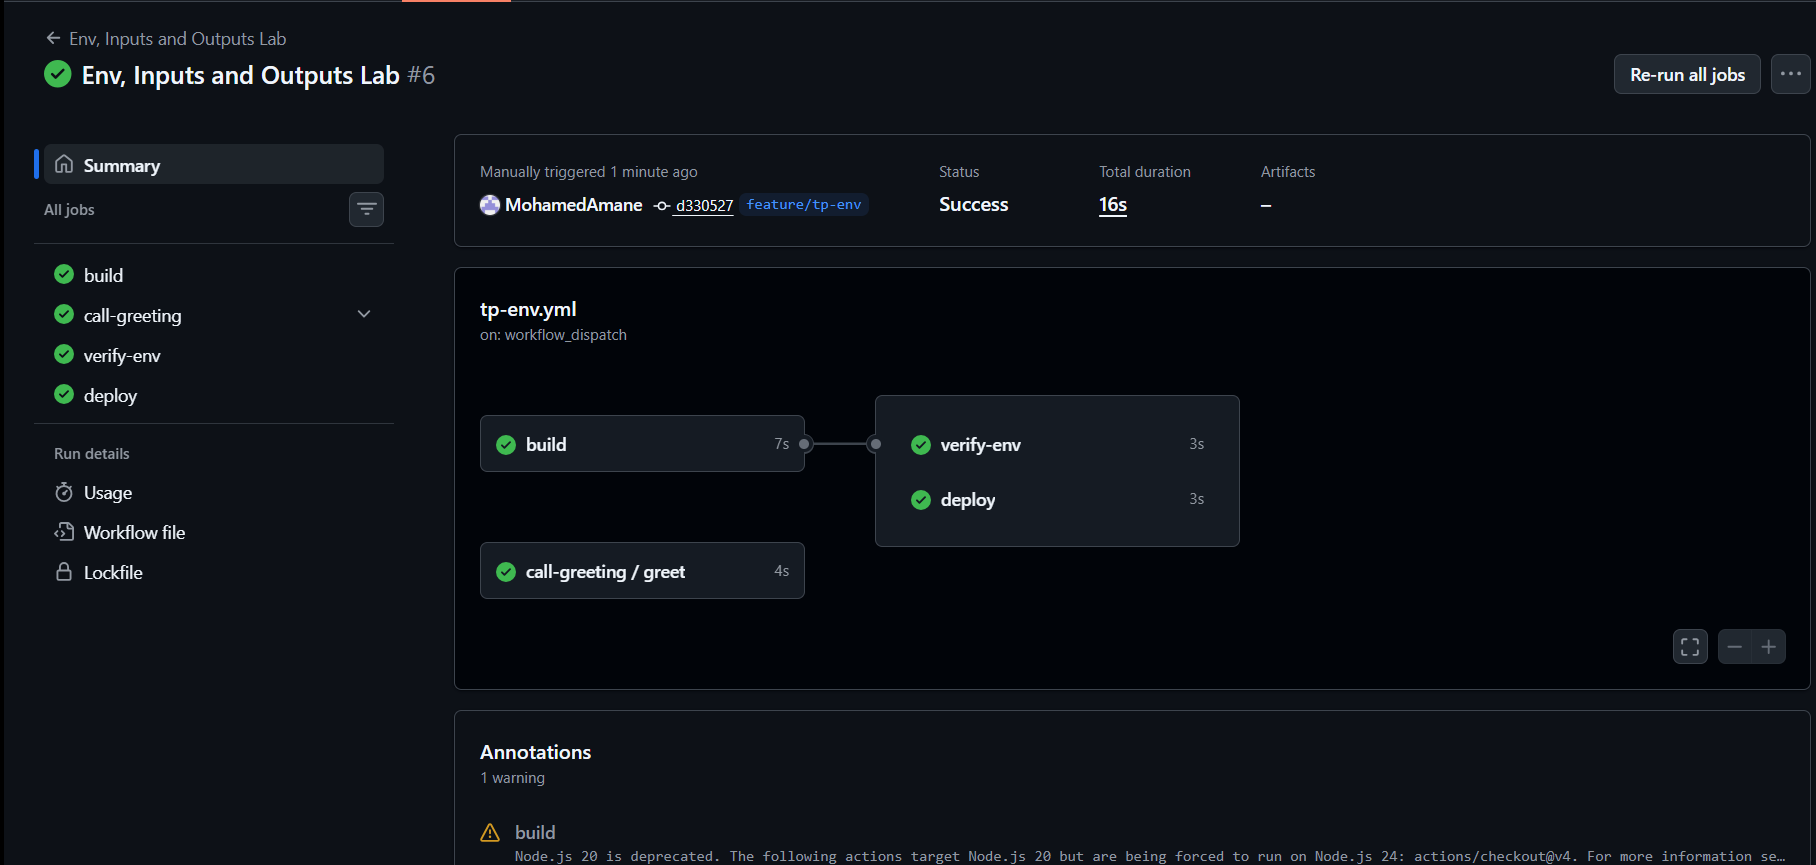 Env, Inputs and Outputs Lab
Env, Inputs and Outputs Lab #6
Re-run all jobs
Summary
All jobs
build
call-greeting
verify-env
deploy
Run details
Usage
Workflow file
Lockfile
Manually triggered 1 minute ago
MohamedAmane d330527 feature/tp-env
Status
Success
Total duration
16s
Artifacts
–
tp-env.yml
on: workflow_dispatch
build 7s
call-greeting / greet 4s
verify-env 3s
deploy 3s
Annotations
1 warning
build
Node.js 20 is deprecated. The following actions target Node.js 20 but are being forced to run on Node.js 24: actions/checkout@v4. For more information se…